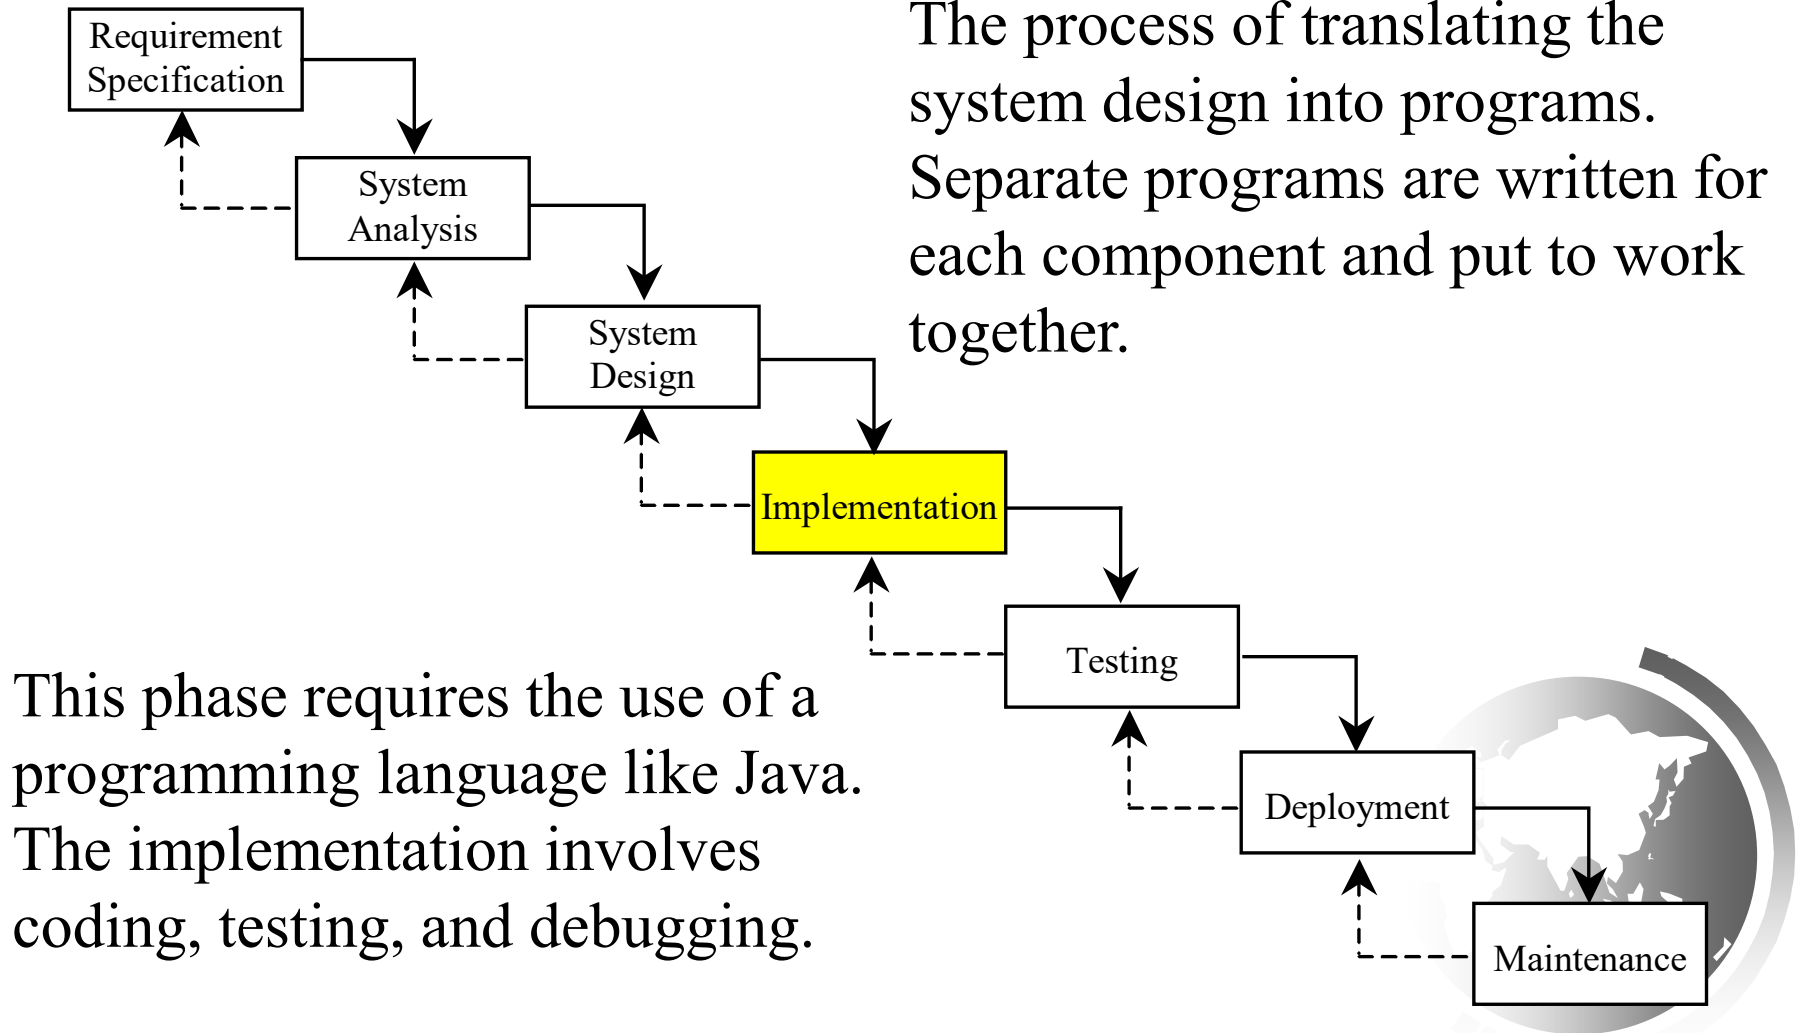 Requirement
Specification
System
Analysis
System
Design
Implementation
Testing
Deployment
Maintenance
The process of translating the
system design into programs.
Separate programs are written for
each component and put to work
together.
This phase requires the use of a
programming language like Java.
The implementation involves
coding, testing, and debugging.